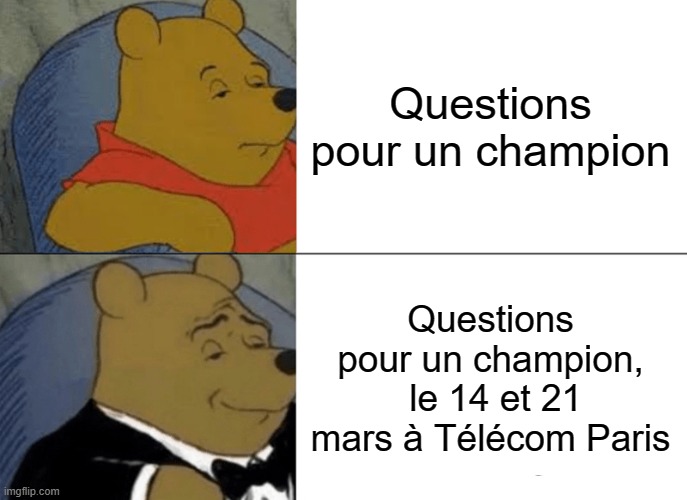 Questions
pour un champion
Questions
pour un champion,
le 14 et 21
mars à Télécom Paris
imgflip.com